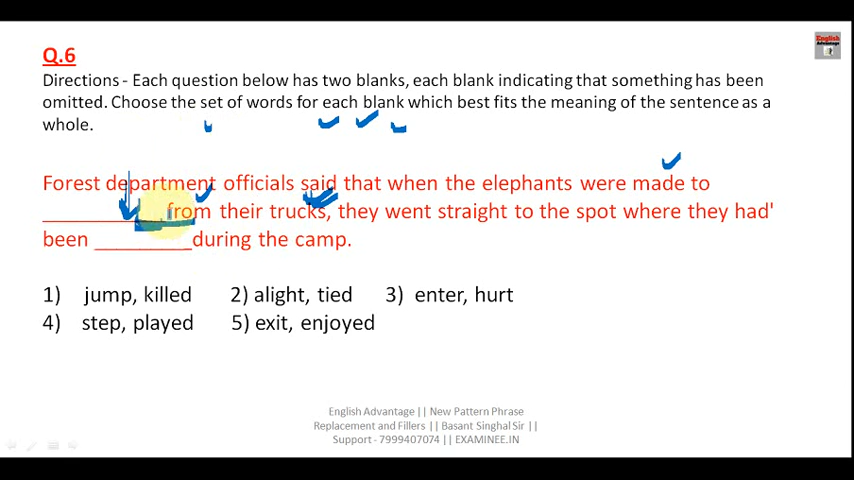 English
Advantage
Q.6
Directions - Each question below has two blanks, each blank indicating that something has been
omitted. Choose the set of words for each blank which best fits the meaning of the sentence as a
whole.
Forest department officials said that when the elephants were made to
____________ from their trucks, they went straight to the spot where they had'
been _________during the camp.
1) jump, killed 2) alight, tied 3) enter, hurt
4) step, played 5) exit, enjoyed
English Advantage || New Pattern Phrase
Replacement and Fillers || Basant Singhal Sir ||
Support - 7999407074 || EXAMINEE.IN